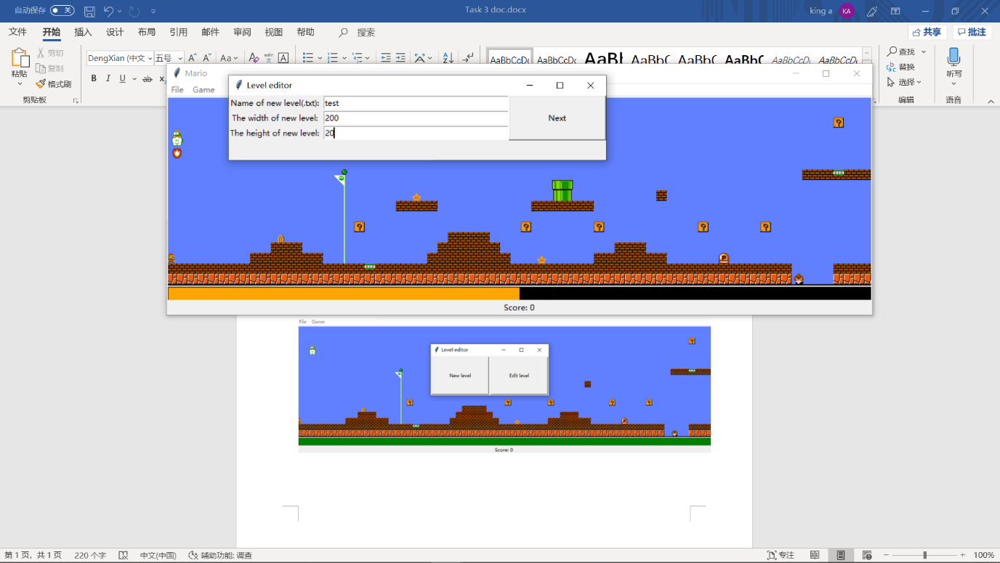 自动保存 关 Task 3 doc.docx king a KA
文件 开始 插入 设计 布局 引用 邮件 审阅 视图 帮助 搜索 共享 批注
粘贴 剪切 复制 格式刷 剪贴板
DengXian (中文 五号 A A Aa wén 文 A
B I U ab x
AaBbCcDc AaBbCcDc AaBb AaBbC AaBbC AaBbC AaBbCcDc AaBbCcDc
查找 替换 选择 编辑
听写 语音
Mario
File Game
Level editor
Name of new level(.txt): test
The width of new level: 200
The height of new level: 20
Next
? ? ? ? ? ?
P
Score: 0
File Game
Level editor
New level Edit level
Score: 0
第 1 页，共 1 页 220 个字 中文(中国) 辅助功能: 调查 专注 100%